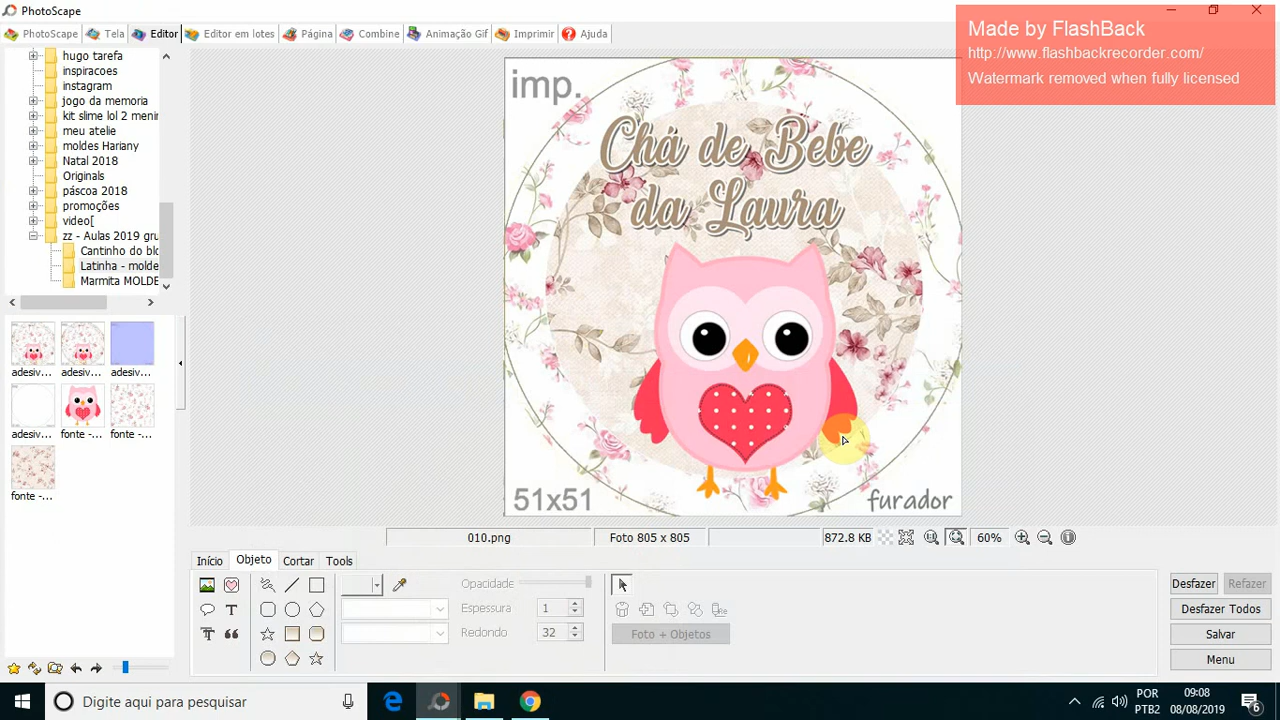 PhotoScape
PhotoScape
Tela
Editor
Editor em lotes
Página
Combine
Animação Gif
Imprimir
Ajuda
Made by FlashBack
http://www.flashbackrecorder.com/
Watermark removed when fully licensed
hugo tarefa
inspiracoes
instagram
jogo da memoria
kit slime lol 2 menin
meu atelie
moldes Hariany
Natal 2018
Originals
páscoa 2018
promoções
video[
zz - Aulas 2019 gru
Cantinho do blo
Latinha - molde
Marmita MOLDE
adesiv...
adesiv...
adesiv...
adesiv...
fonte -...
fonte -...
fonte -...
imp.
Chá de Bebe
da Laura
51x51
furador
010.png
Foto 805 x 805
872.8 KB
60%
Início
Objeto
Cortar
Tools
Opacidade
Espessura
1
Redondo
32
Foto + Objetos
Desfazer
Refazer
Desfazer Todos
Salvar
Menu
Digite aqui para pesquisar
POR
PTB2
09:08
08/08/2019
6